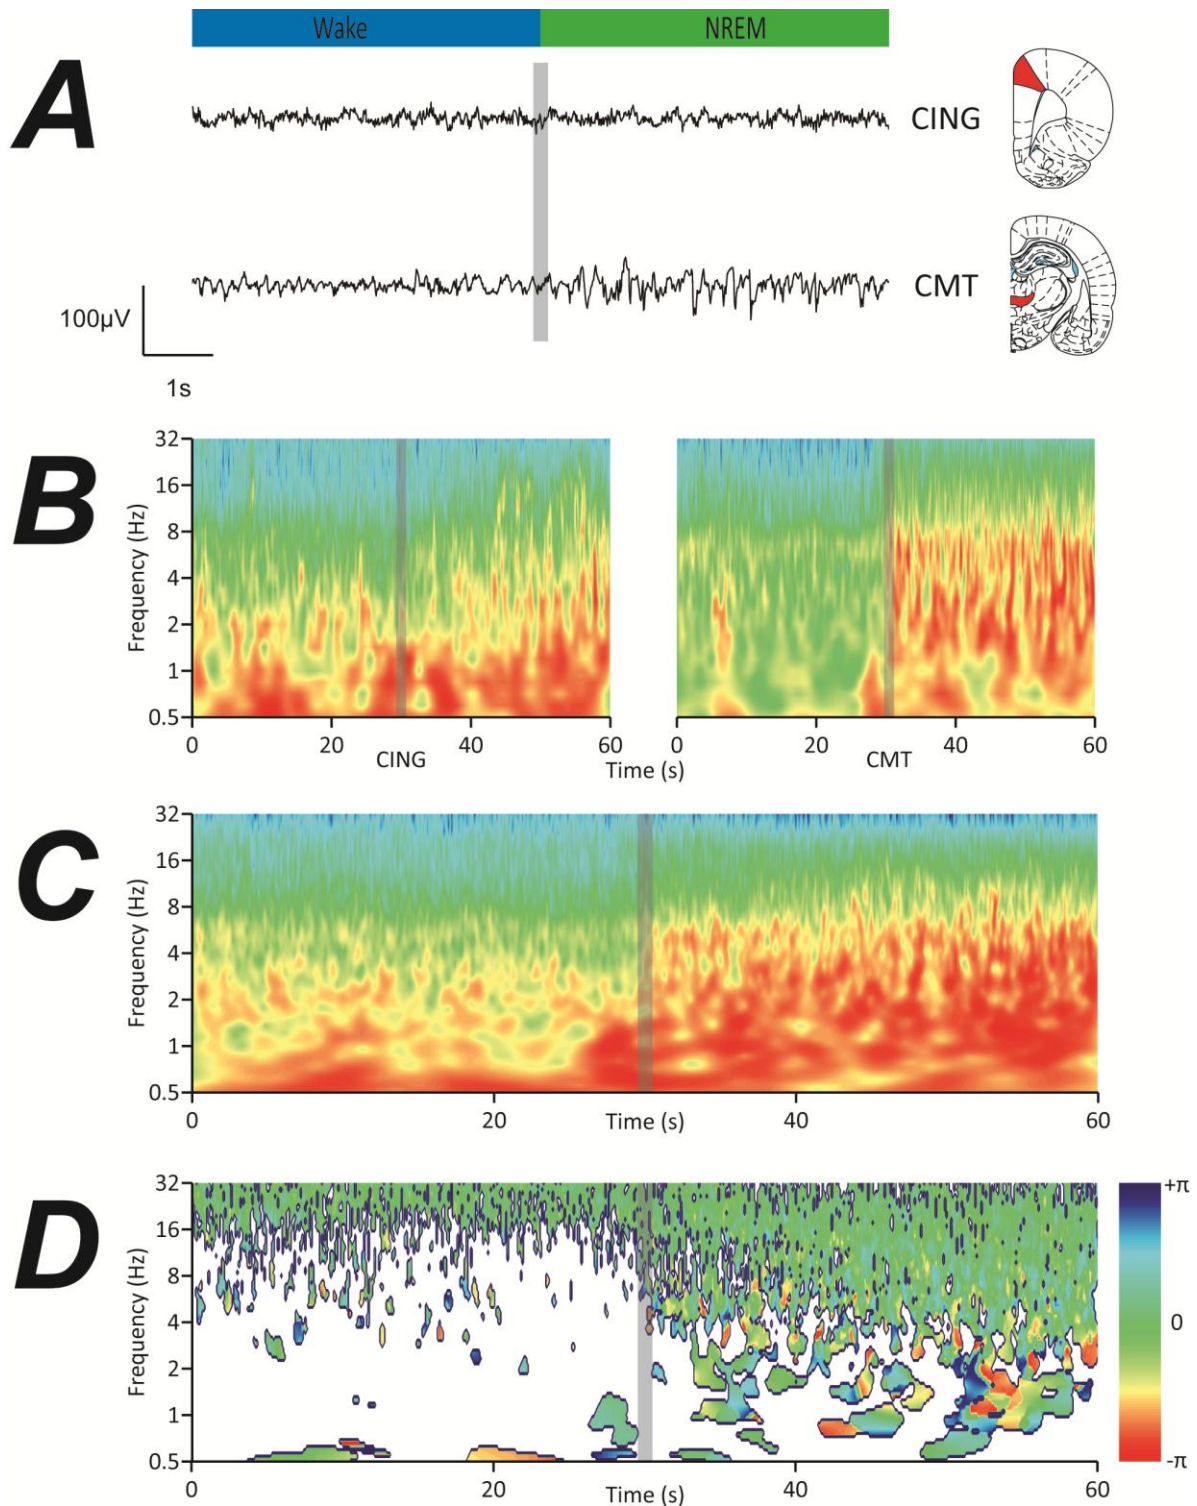 Wake NREM
A
CING
CMT
100µV
1s
B
Frequency (Hz)
32
16
8
4
2
1
0.5
0 20 40 60 0 20 40 60
CING Time (s) CMT
C
Frequency (Hz)
32
16
8
4
2
1
0.5
0 20 40 60
Time (s)
D
Frequency (Hz)
32
16
8
4
2
1
0.5
0 20 40 60
Time (s)
+π
0
-π